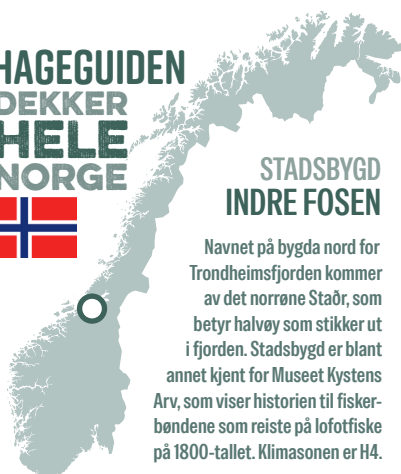 HAGEGUIDEN
DEKKER
HELE
NORGE
STADSBYGD
INDRE FOSEN
Navnet på bygda nord for
Trondheimsfjorden kommer
av det norrøne Staðr, som
betyr halvøy som stikker ut
i fjorden. Stadsbygd er blant
annet kjent for Museet Kystens
Arv, som viser historien til fisker-
bøndene som reiste på lofotfiske
på 1800-tallet. Klimasonen er H4.